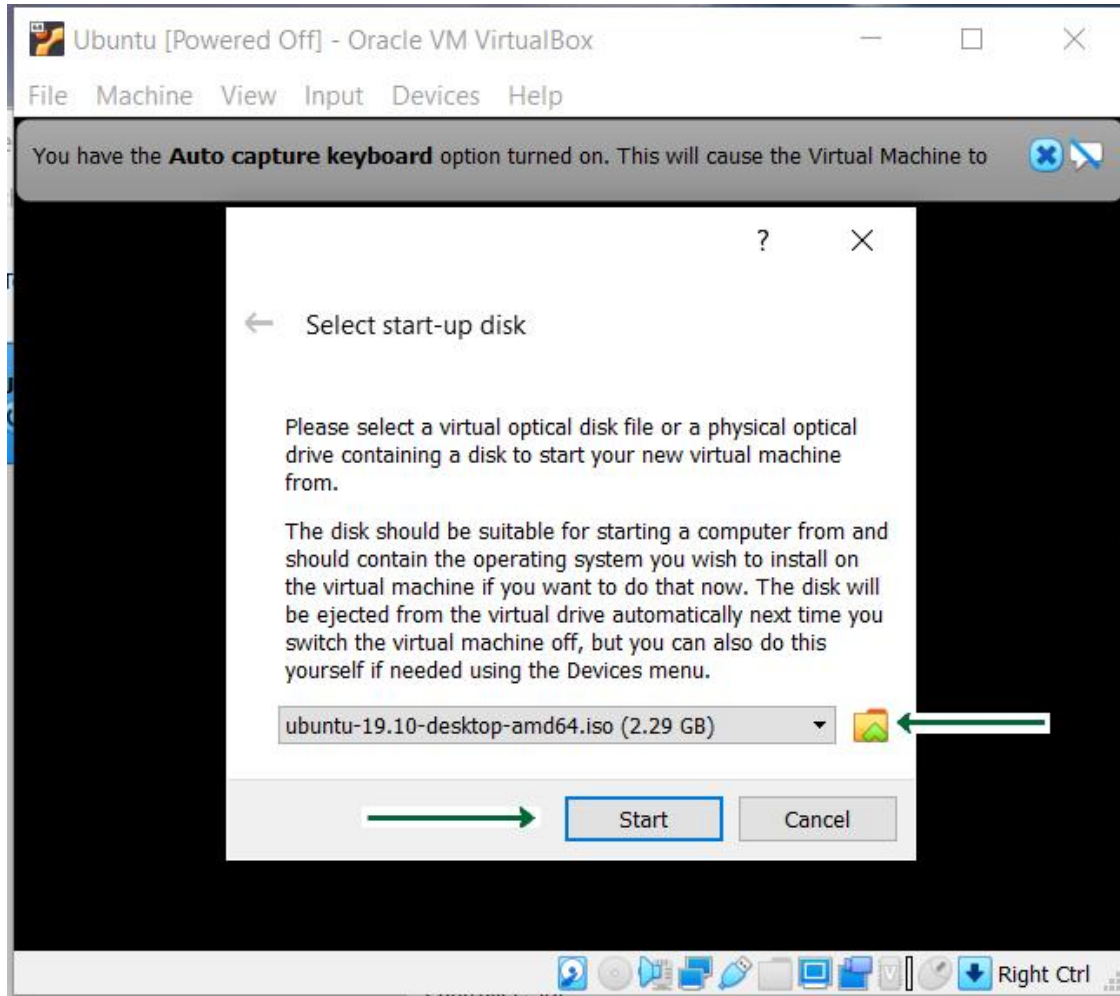 Ubuntu [Powered Off] - Oracle VM VirtualBox
File Machine View Input Devices Help
You have the Auto capture keyboard option turned on. This will cause the Virtual Machine to
?
Select start-up disk
Please select a virtual optical disk file or a physical optical
drive containing a disk to start your new virtual machine
from.
The disk should be suitable for starting a computer from and
should contain the operating system you wish to install on
the virtual machine if you want to do that now. The disk will
be ejected from the virtual drive automatically next time you
switch the virtual machine off, but you can also do this
yourself if needed using the Devices menu.
ubuntu-19.10-desktop-amd64.iso (2.29 GB)
Start Cancel
Right Ctrl